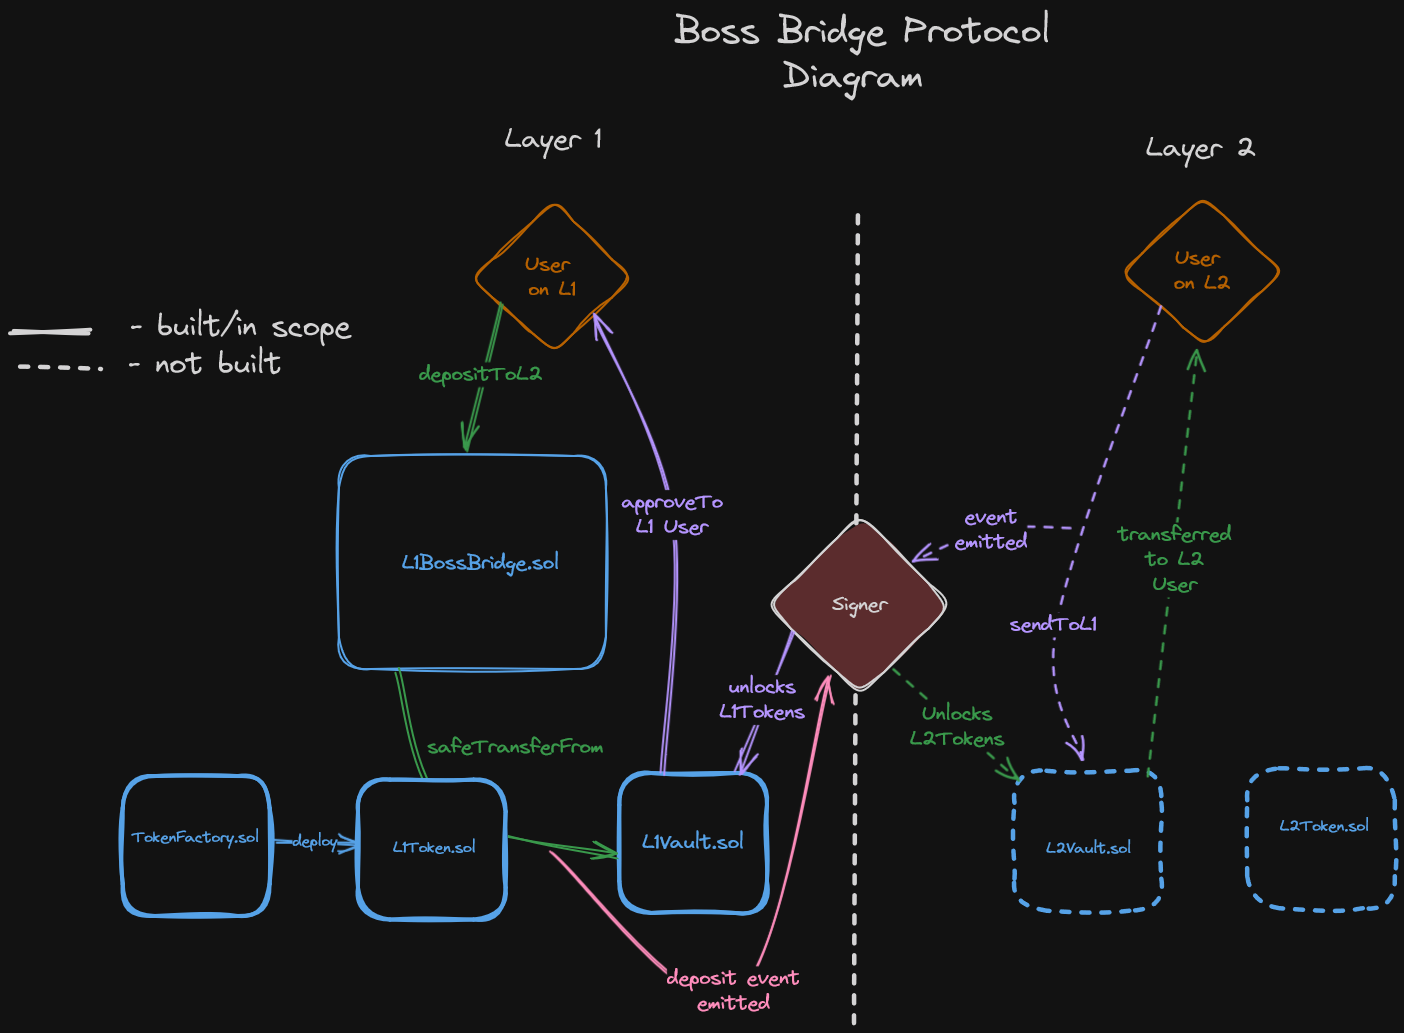 Boss Bridge Protocol
Diagram
Layer 1
Layer 2
User
on L1
User
on L2
- built/in scope
- not built
depositToL2
approveTo
L1 User
event
emitted
transferred
to L2
User
L1BossBridge.sol
Signer
sendToL1
unlocks
L1Tokens
Unlocks
L2Tokens
safeTransferFrom
TokenFactory.sol
deploy
L1Token.sol
L1Vault.sol
L2Vault.sol
L2Token.sol
deposit event
emitted